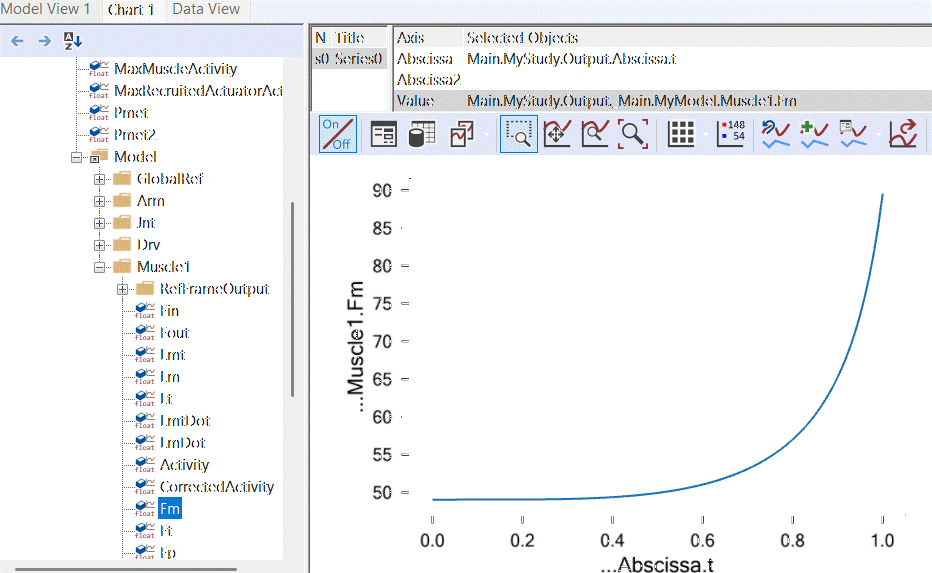 Model View 1 Chart 1 Data View
N Title
s0 Series0
Axis Selected Objects
Abscissa Main.MyStudy.Output.Abscissa.t
Abscissa2
Value Main.MyStudy.Output, Main.MyModel.Muscle1.Fm
A
Z
float MaxMuscleActivity
float MaxRecruitedActuatorAct
float Pmet
float Pmet2
Model
GlobalRef
Arm
Jnt
Drv
Muscle1
RefFrameOutput
float Fin
float Fout
float Lmt
float Lm
float Lt
float LmtDot
float LmDot
float Activity
float CorrectedActivity
float Fm
float Ft
float Fp
On
Off
148
54
90
85
80
75
70
65
60
55
50
...Muscle1.Fm
0.0 0.2 0.4 0.6 0.8 1.0
...Abscissa.t